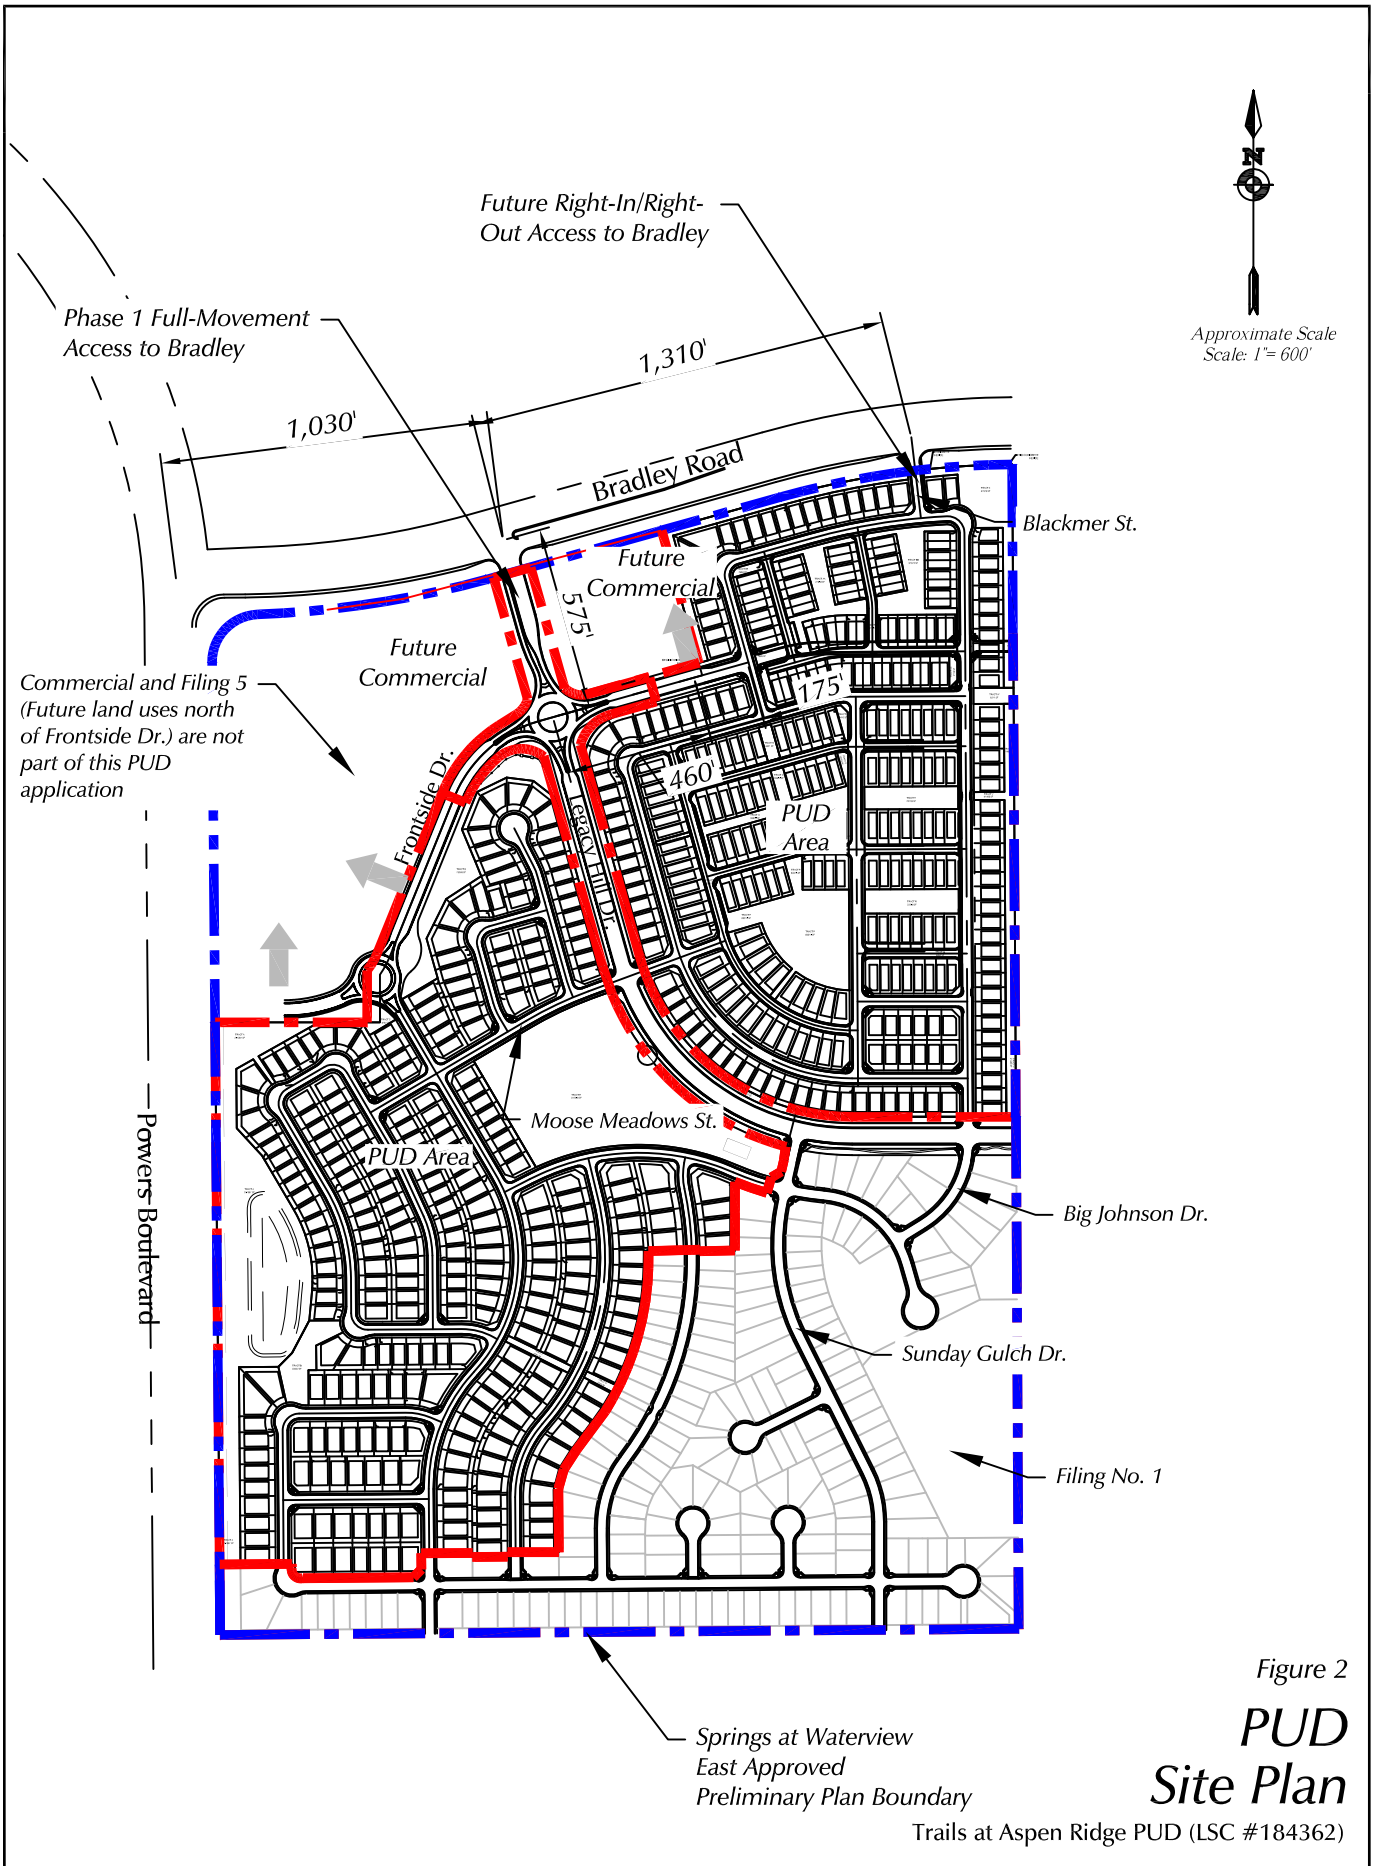 N
Approximate Scale
Scale: 1"= 600'
Future Right-In/Right-
Out Access to Bradley
Phase 1 Full-Movement
Access to Bradley
1,310'
1,030'
Bradley Road
Blackmer St.
Future
Commercial
575'
Future
Commercial
Commercial and Filing 5
(Future land uses north
of Frontside Dr.) are not
part of this PUD
application
175'
460'
Frontside Dr.
Legacy Hill Dr.
PUD
Area
Moose Meadows St.
PUD Area
Powers Boulevard
Big Johnson Dr.
Sunday Gulch Dr.
Filing No. 1
Springs at Waterview
East Approved
Preliminary Plan Boundary
Figure 2
PUD
Site Plan
Trails at Aspen Ridge PUD (LSC #184362)